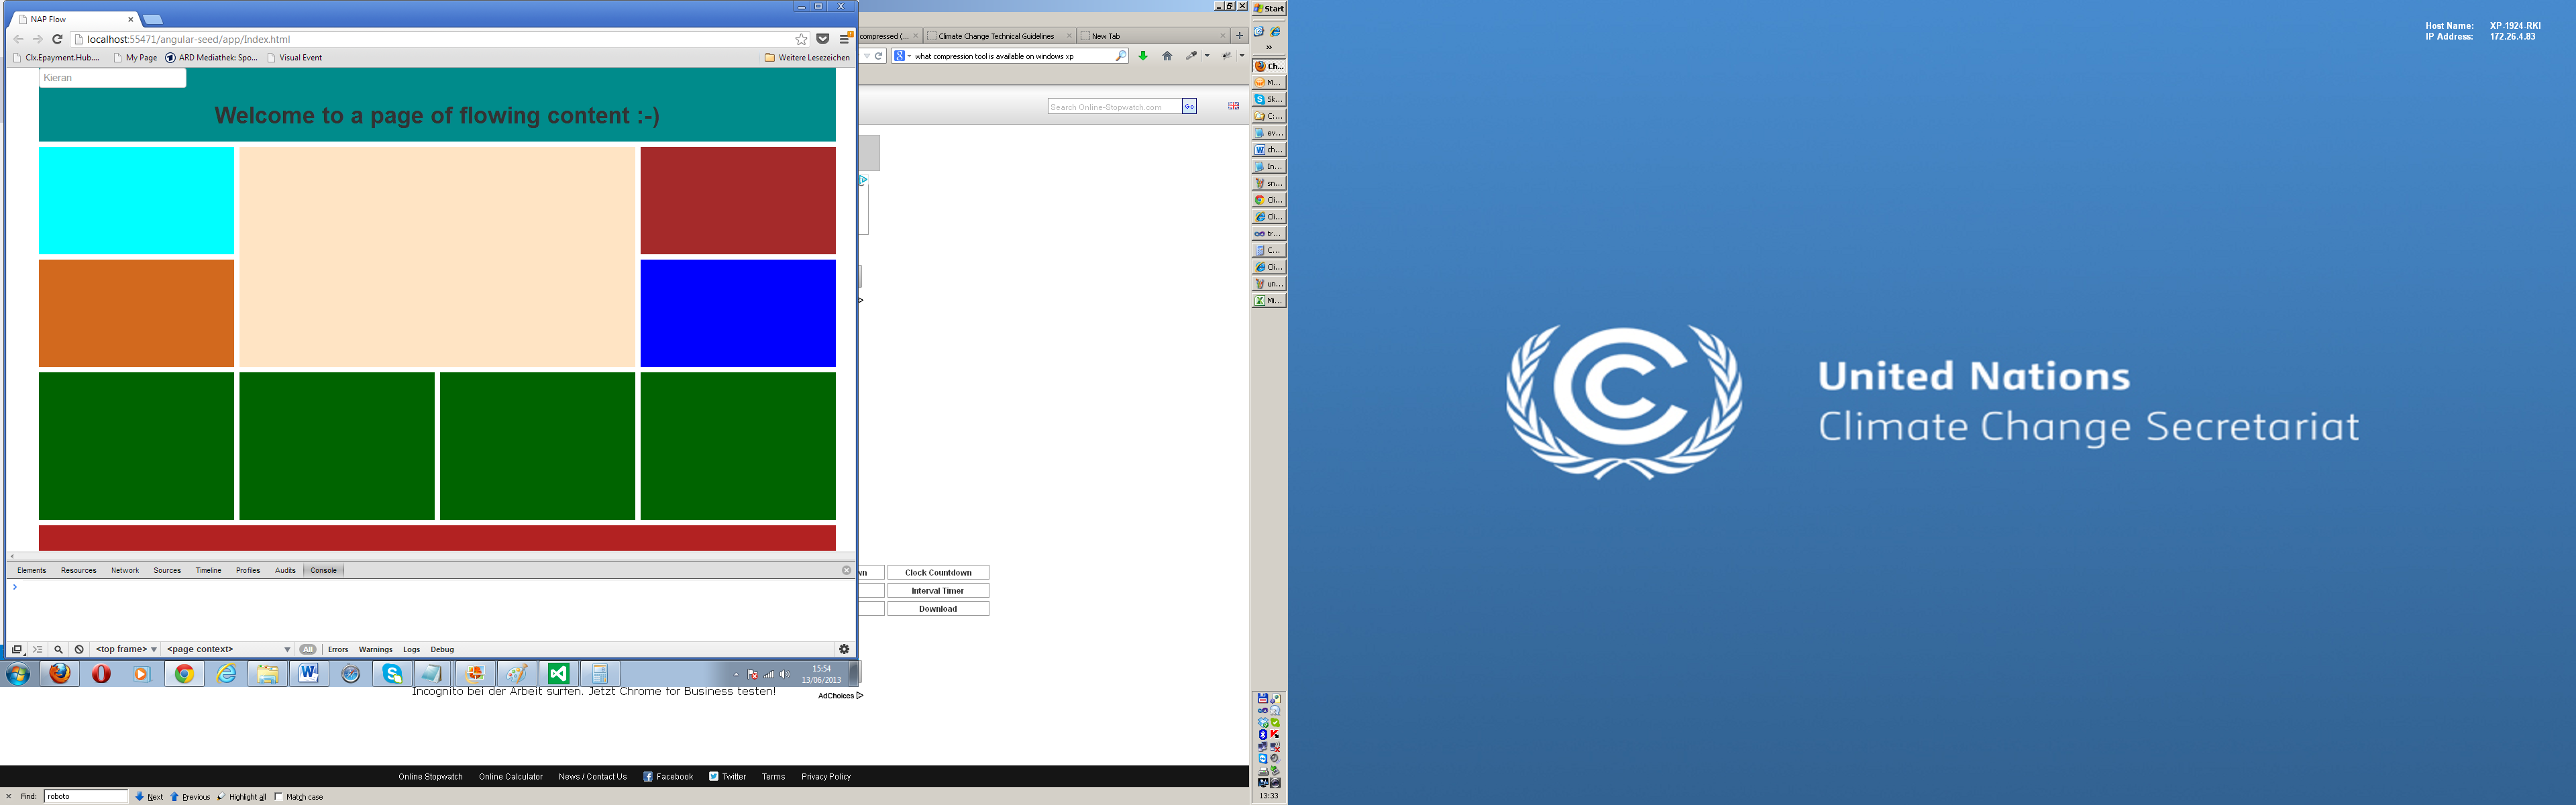 NAP Flow
localhost:55471/angular-seed/app/Index.html
Clx.Epayment.Hub....
My Page
ARD Mediathek: Spo...
Visual Event
Weitere Lesezeichen
Kieran
Welcome to a page of flowing content :-)
Elements Resources Network Sources Timeline Profiles Audits Console
<top frame> <page context> All Errors Warnings Logs Debug
15:54
13/06/2013
compressed (...
Climate Change Technical Guidelines
New Tab
what compression tool is available on windows xp
Search Online-Stopwatch.com
Go
wn
Clock Countdown
Interval Timer
Download
Incognito bei der Arbeit surfen. Jetzt Chrome for Business testen!
AdChoices
Online Stopwatch Online Calculator News / Contact Us Facebook Twitter Terms Privacy Policy
Find: roboto Next Previous Highlight all Match case
Start
»
Ch...
M...
Sk...
C:...
ev...
ch...
In...
sn...
Cli...
Cli...
tr...
C...
Cli...
un...
Mi...
13:33
Host Name: XP-1924-RKI
IP Address: 172.26.4.83
United Nations
Climate Change Secretariat